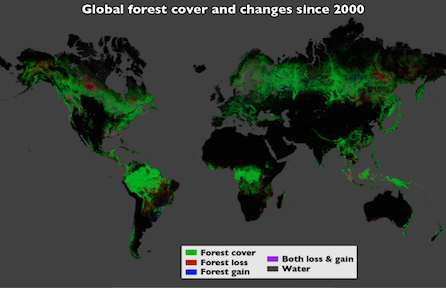 Global forest cover and changes since 2000
Forest cover
Forest loss
Forest gain
Both loss & gain
Water